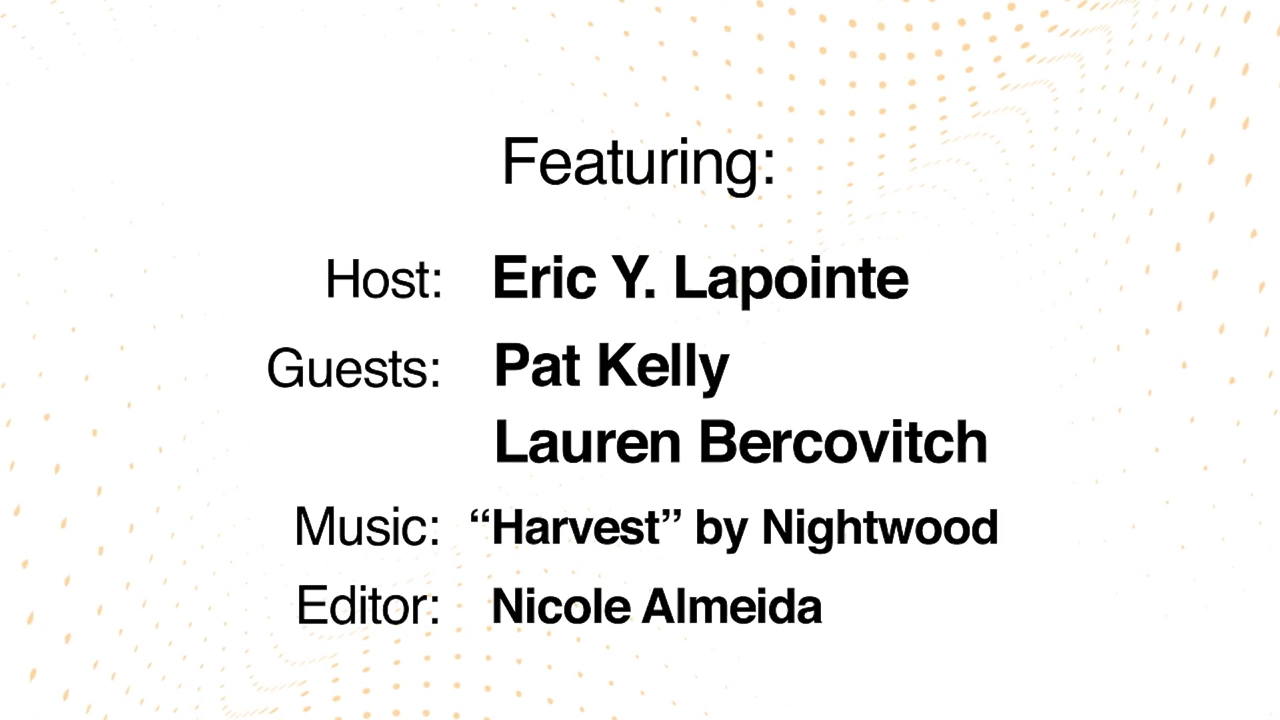 Featuring:
Host: Eric Y. Lapointe
Guests: Pat Kelly
Lauren Bercovitch
Music: “Harvest” by Nightwood
Editor: Nicole Almeida